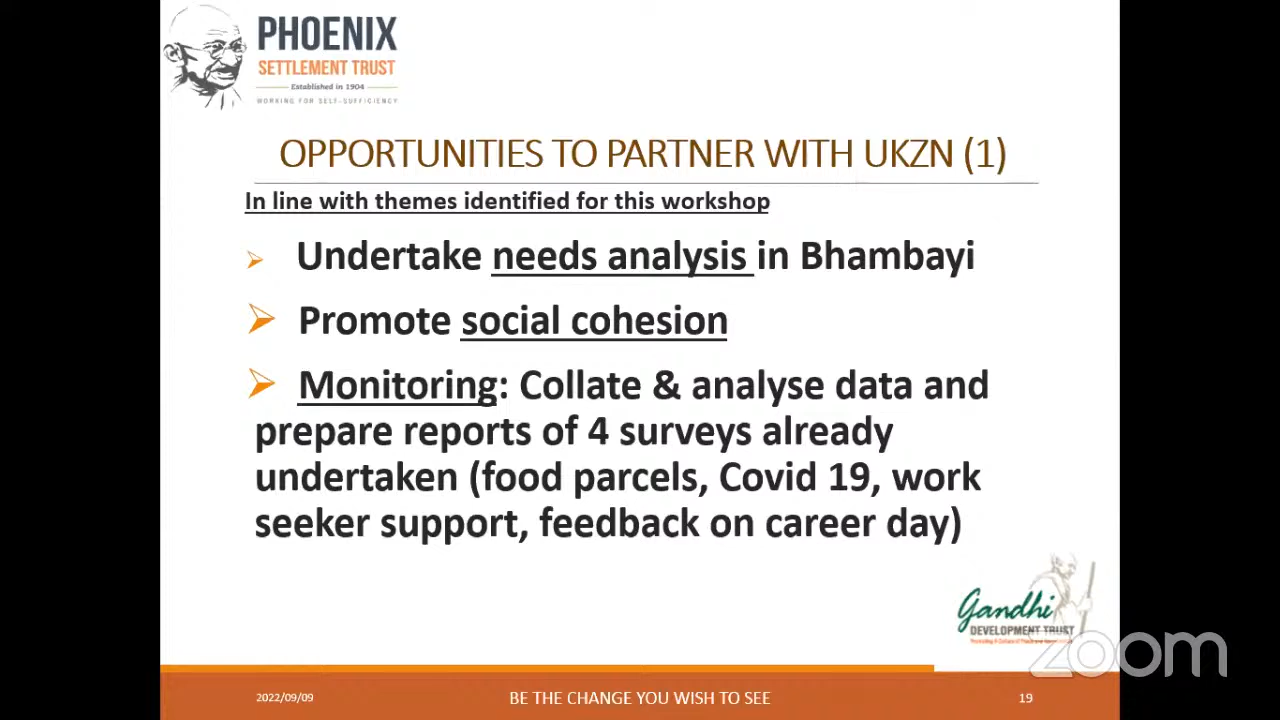 PHOENIX
SETTLEMENT TRUST
Established in 1904
WORKING FOR SELF-SUFFICIENCY
OPPORTUNITIES TO PARTNER WITH UKZN (1)
In line with themes identified for this workshop
Undertake needs analysis in Bhambayi
Promote social cohesion
Monitoring: Collate & analyse data and
prepare reports of 4 surveys already
undertaken (food parcels, Covid 19, work
seeker support, feedback on career day)
Gandhi
DEVELOPMENT TRUST
zoom
2022/09/09
BE THE CHANGE YOU WISH TO SEE
19